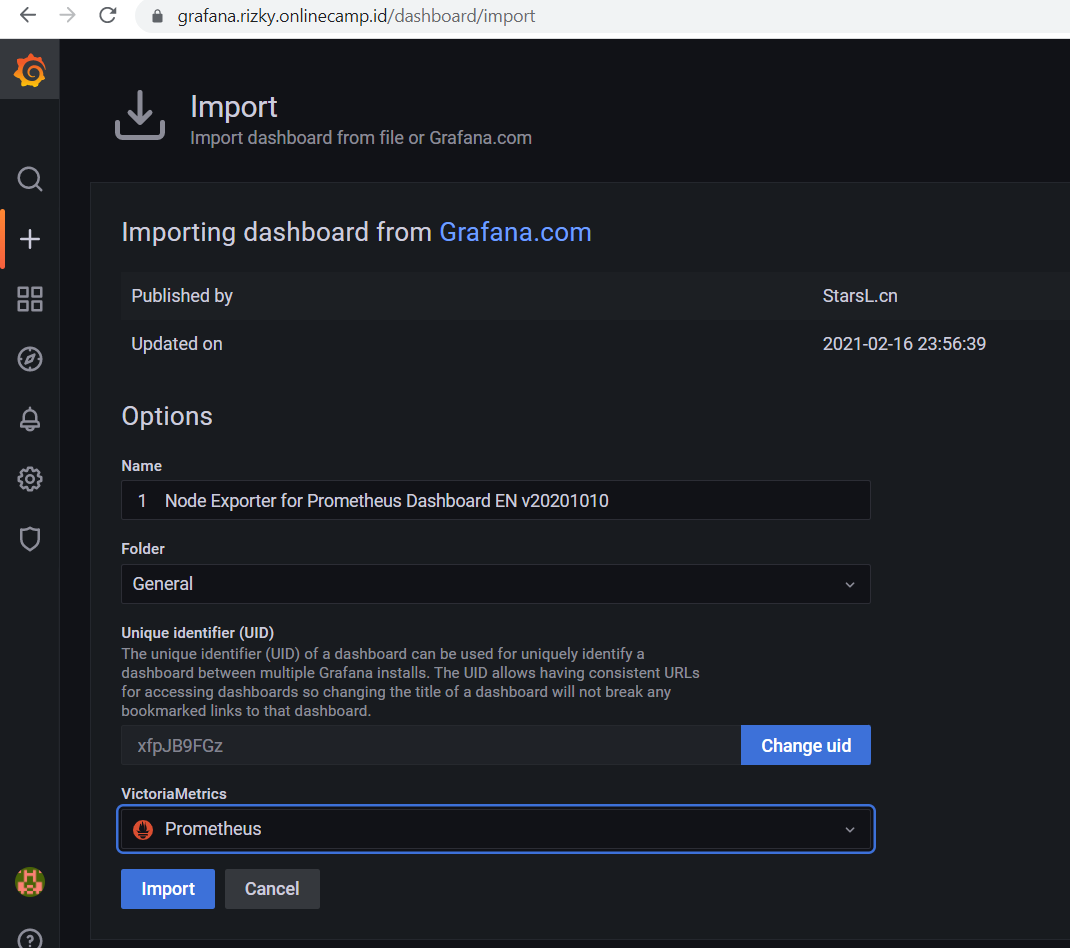 grafana.rizky.onlinecamp.id/dashboard/import
Import
Import dashboard from file or Grafana.com
Importing dashboard from Grafana.com
Published by StarsL.cn
Updated on 2021-02-16 23:56:39
Options
Name
1 Node Exporter for Prometheus Dashboard EN v20201010
Folder
General
Unique identifier (UID)
The unique identifier (UID) of a dashboard can be used for uniquely identify a
dashboard between multiple Grafana installs. The UID allows having consistent URLs
for accessing dashboards so changing the title of a dashboard will not break any
bookmarked links to that dashboard.
xfpJB9FGz Change uid
VictoriaMetrics
Prometheus
Import Cancel